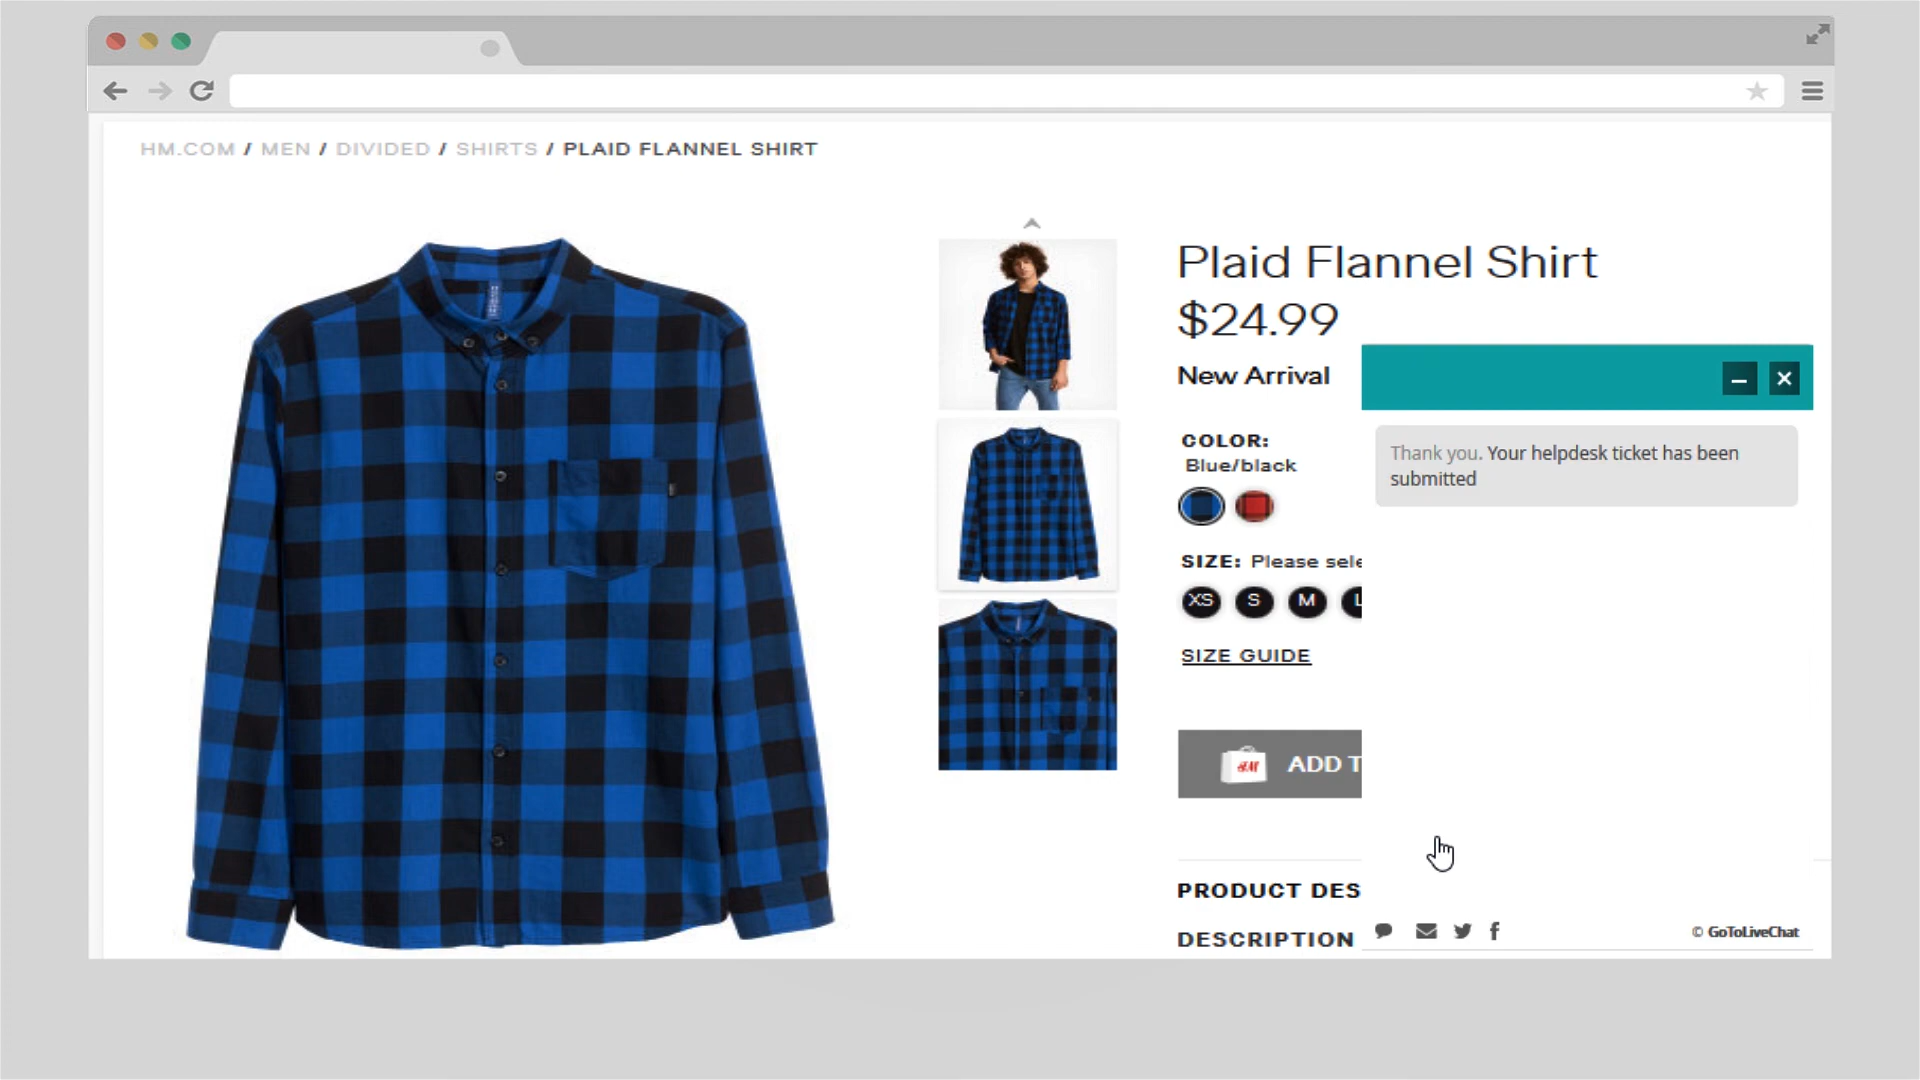 HM.COM / MEN / DIVIDED / SHIRTS / PLAID FLANNEL SHIRT
Plaid Flannel Shirt
$24.99
New Arrival
COLOR:
Blue/black
SIZE: Please sele
XS S M L
SIZE GUIDE
HM ADD T
PRODUCT DES
DESCRIPTION
Thank you. Your helpdesk ticket has been
submitted
© GoToLiveChat